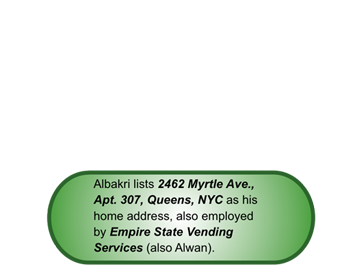 Albakri lists 2462 Myrtle Ave.,
Apt. 307, Queens, NYC as his
home address, also employed
by Empire State Vending
Services (also Alwan).